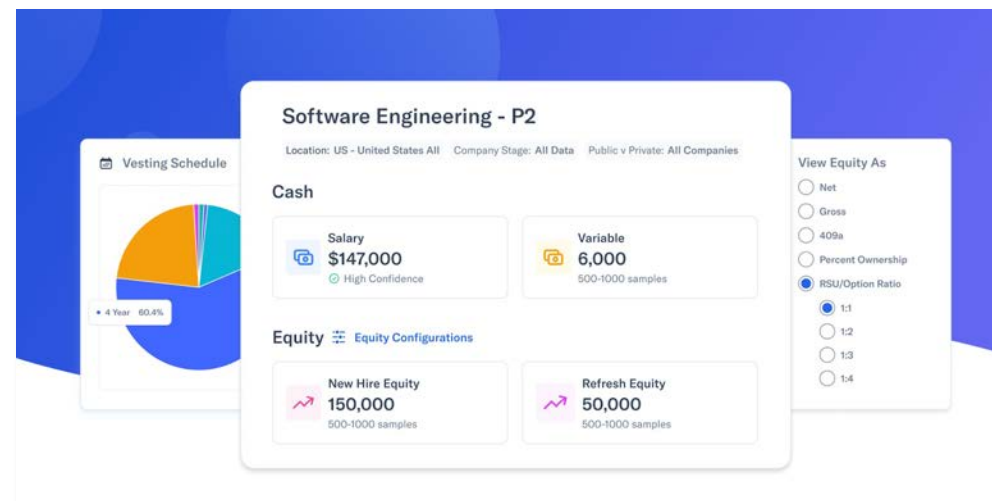 Software Engineering - P2
Location: US - United States All Company Stage: All Data Public v Private: All Companies
Cash
Salary
$147,000
High Confidence
Variable
6,000
500-1000 samples
Equity Equity Configurations
New Hire Equity
150,000
500-1000 samples
Refresh Equity
50,000
500-1000 samples
Vesting Schedule
4 Year 60.4%
View Equity As
Net
Gross
409a
Percent Ownership
RSU/Option Ratio
1:1
1:2
1:3
1:4